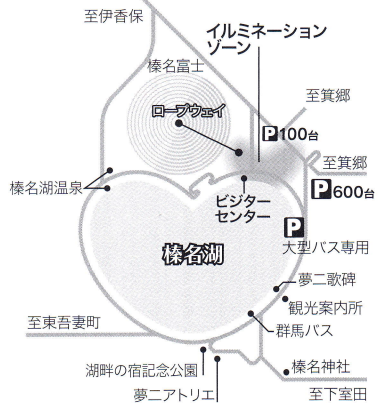 至伊香保
イルミネーション
ゾーン
榛名富士
ロープウェイ
至箕郷
P100台
至箕郷
P600台
榛名湖温泉
ビジター
センター
P
大型バス専用
榛名湖
夢二歌碑
観光案内所
群馬バス
至東吾妻町
湖畔の宿記念公園
夢二アトリエ
榛名神社
至下室田